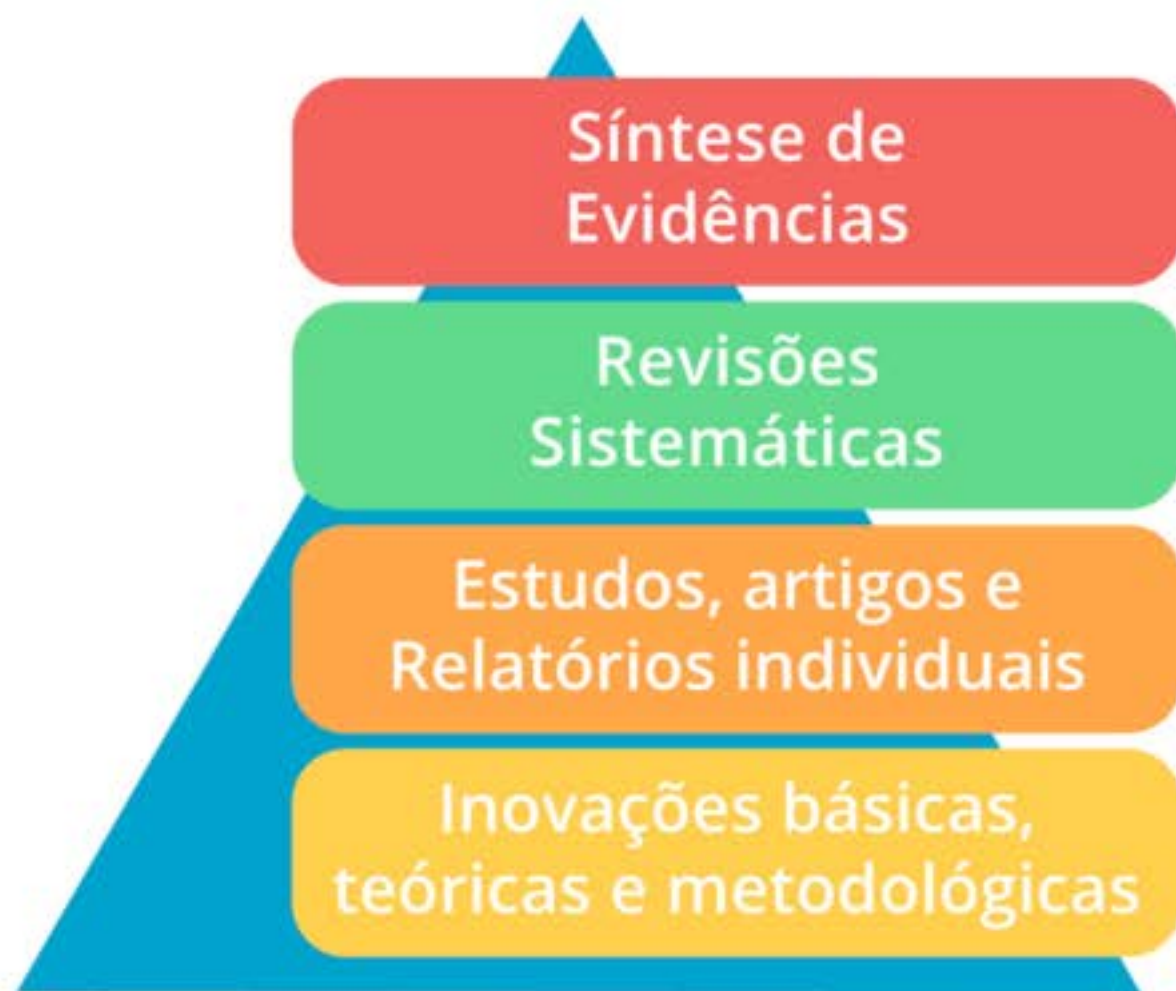 Síntese de
Evidências
Revisões
Sistemáticas
Estudos, artigos e
Relatórios individuais
Inovações básicas,
teóricas e metodológicas